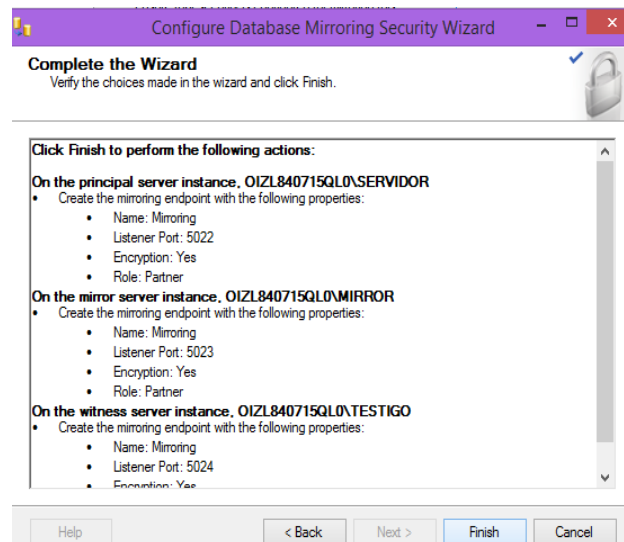 Configure Database Mirroring Security Wizard
Complete the Wizard
Verify the choices made in the wizard and click Finish.
Click Finish to perform the following actions:
On the principal server instance, OIZL840715QL0\SERVIDOR
• Create the mirroring endpoint with the following properties:
• Name: Mirroring
• Listener Port: 5022
• Encryption: Yes
• Role: Partner
On the mirror server instance, OIZL840715QL0\MIRROR
• Create the mirroring endpoint with the following properties:
• Name: Mirroring
• Listener Port: 5023
• Encryption: Yes
• Role: Partner
On the witness server instance, OIZL840715QL0\TESTIGO
• Create the mirroring endpoint with the following properties:
• Name: Mirroring
• Listener Port: 5024
• Encryption: Yes
Help < Back Next > Finish Cancel